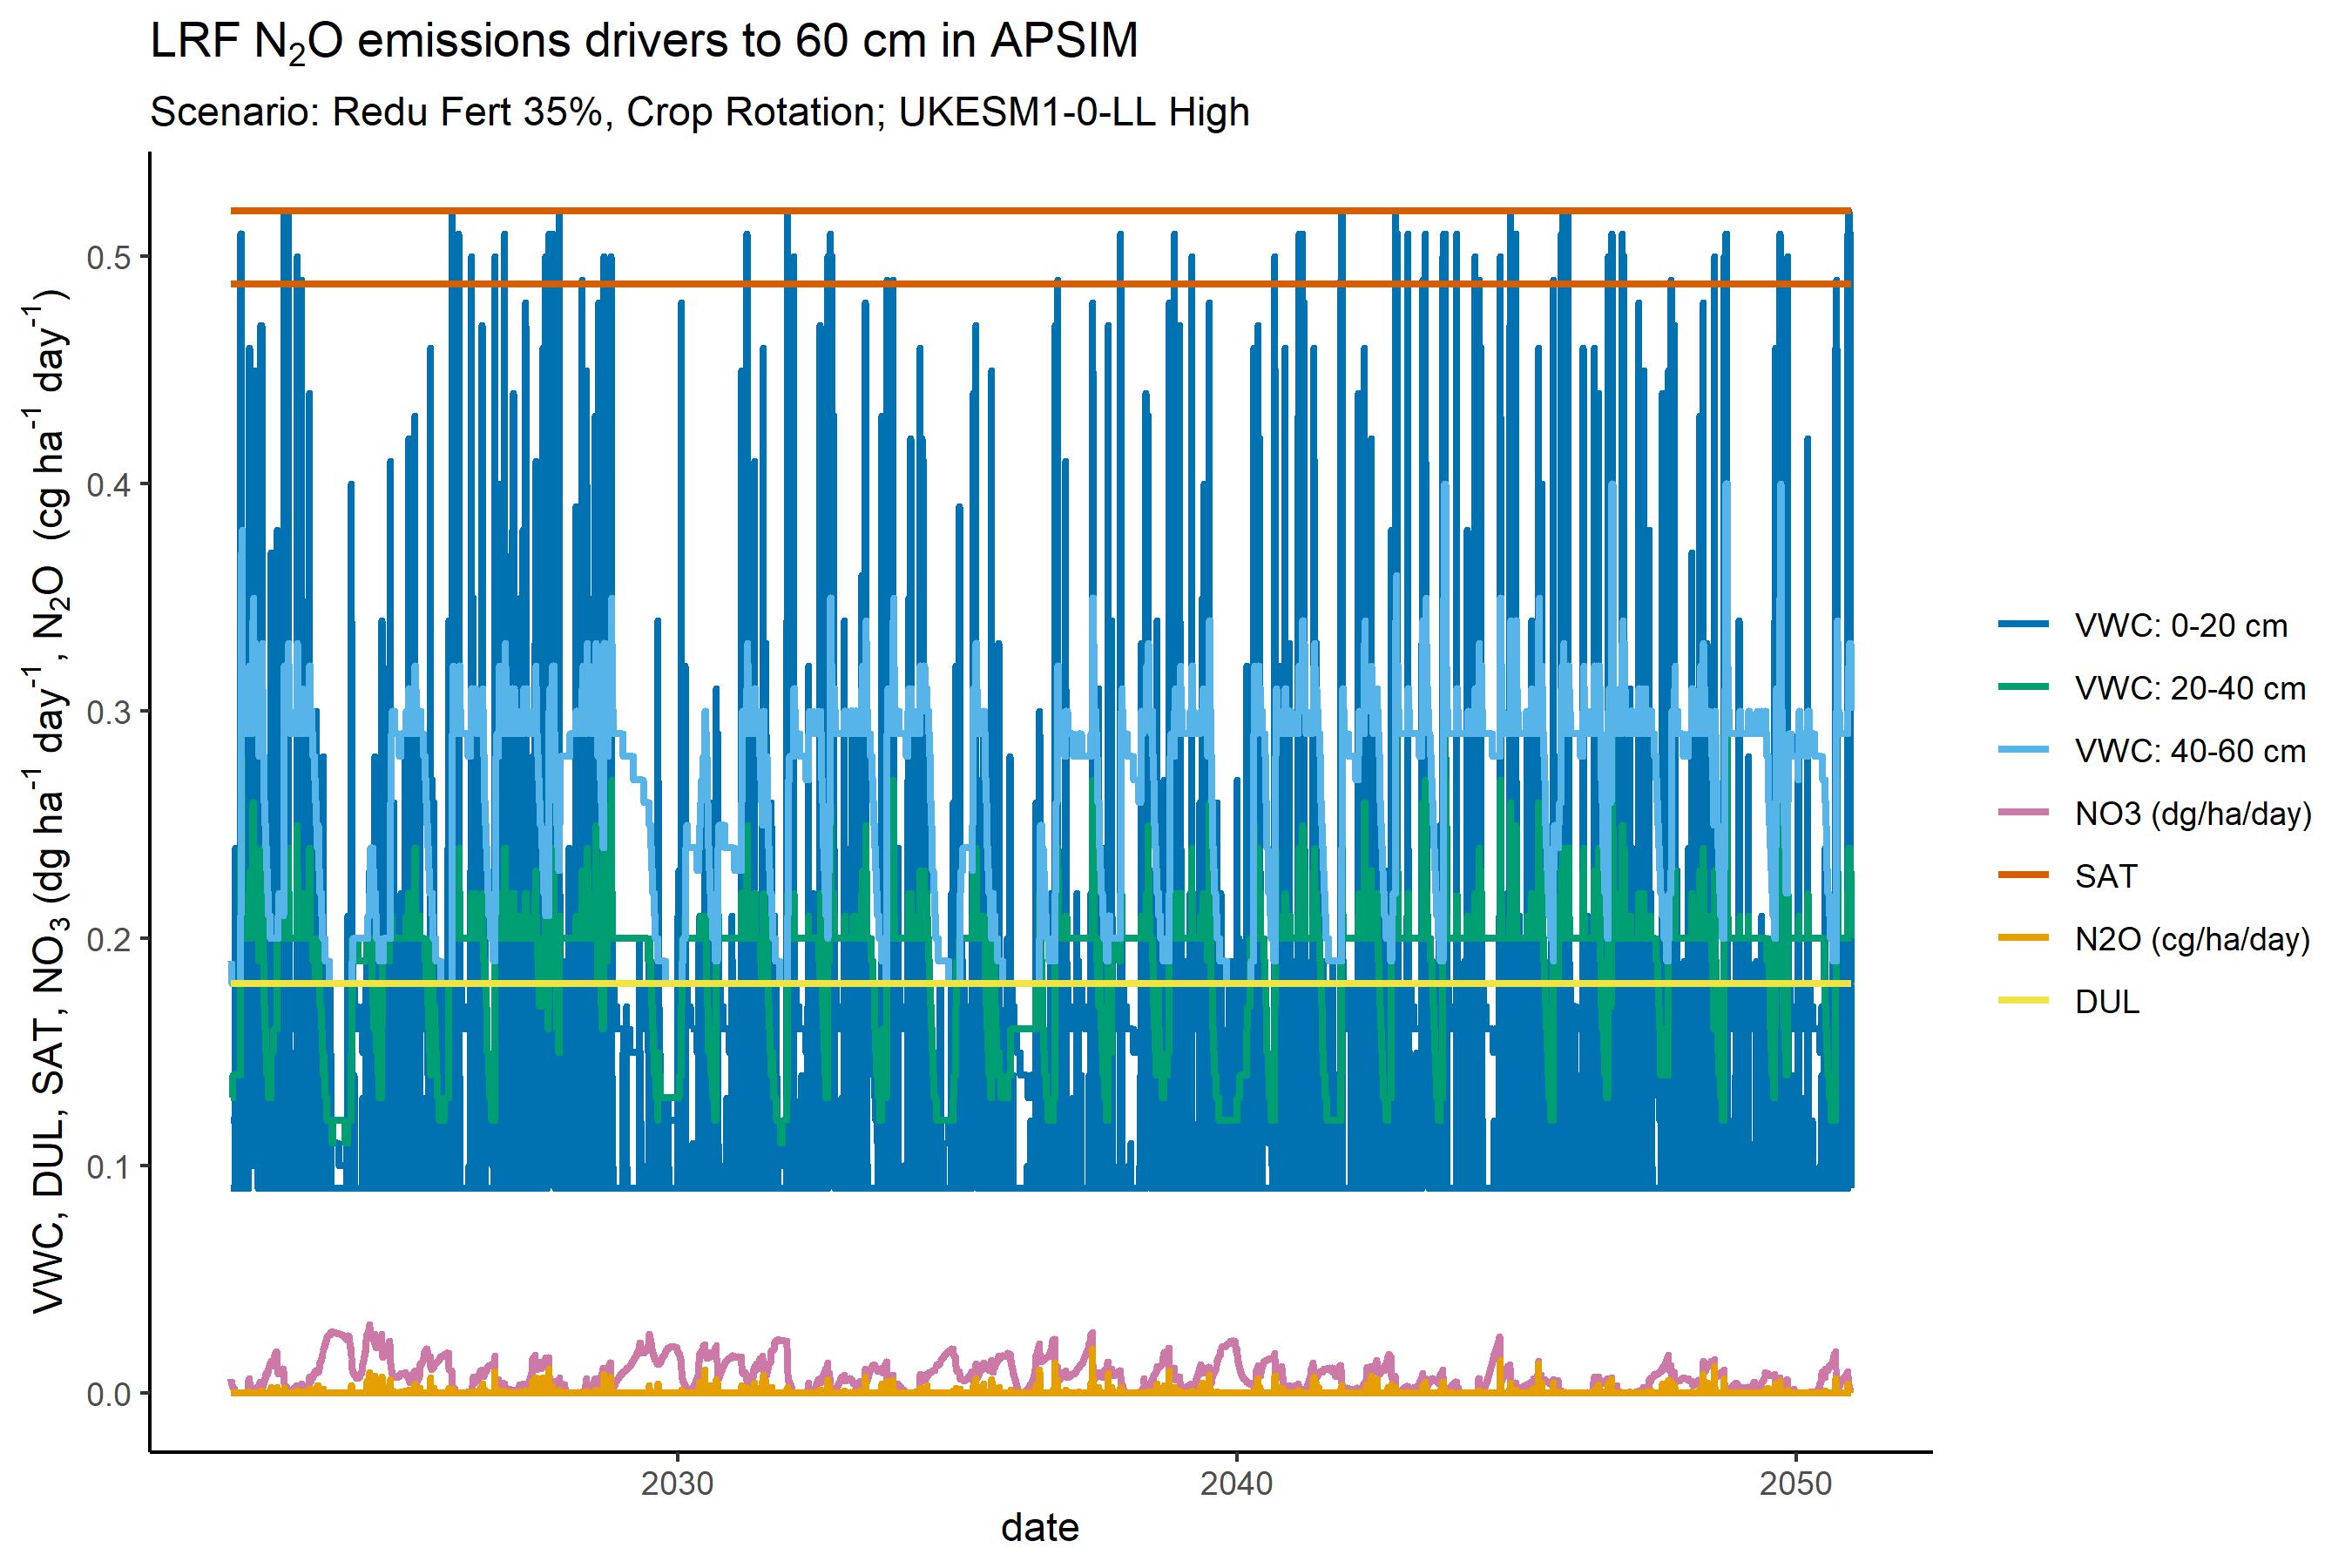 LRF N₂O emissions drivers to 60 cm in APSIM
Scenario: Redu Fert 35%, Crop Rotation; UKESM1-0-LL High
VWC, DUL, SAT, NO₃ (dg ha⁻¹ day⁻¹, N₂O (cg ha⁻¹ day⁻¹)
0.5
0.4
0.3
0.2
0.1
0.0
2030
2040
2050
date
VWC: 0-20 cm
VWC: 20-40 cm
VWC: 40-60 cm
NO3 (dg/ha/day)
SAT
N2O (cg/ha/day)
DUL